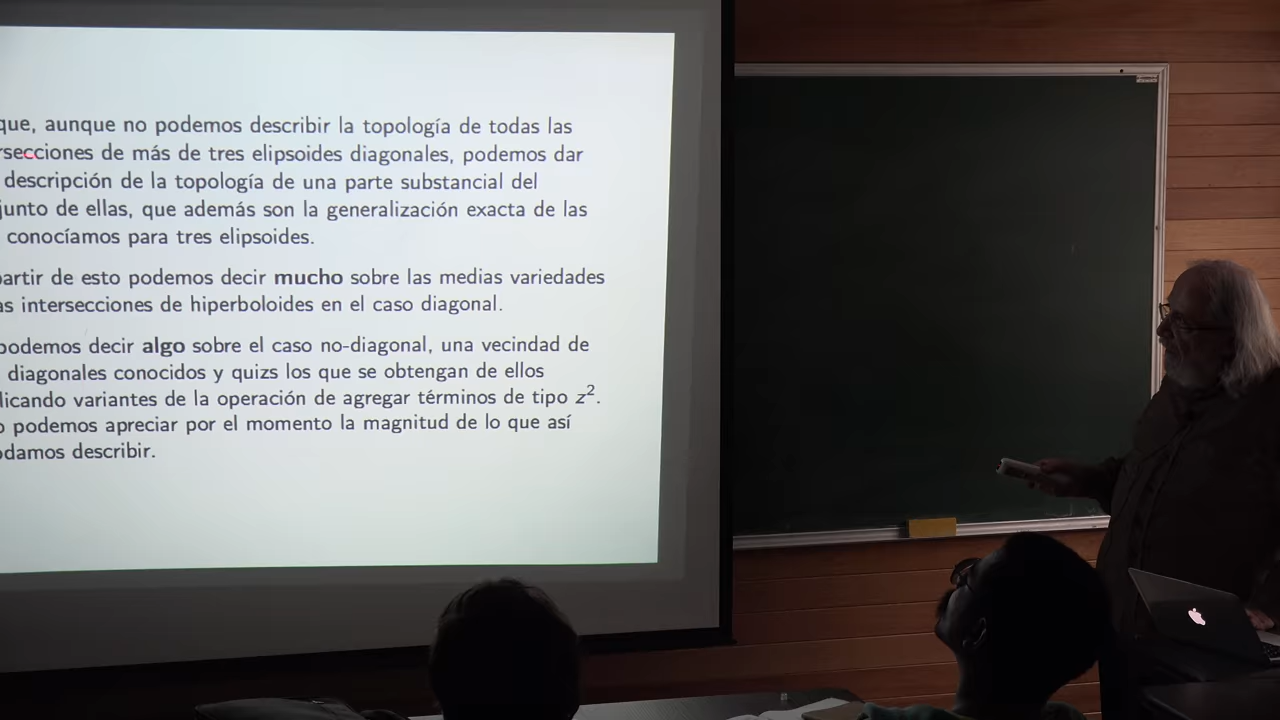 que, aunque no podemos describir la topología de todas las
rsecciones de más de tres elipsoides diagonales, podemos dar
descripción de la topología de una parte substancial del
junto de ellas, que además son la generalización exacta de las
conocíamos para tres elipsoides.
partir de esto podemos decir mucho sobre las medias variedades
as intersecciones de hiperboloides en el caso diagonal.
podemos decir algo sobre el caso no-diagonal, una vecindad de
diagonales conocidos y quizs los que se obtengan de ellos
licando variantes de la operación de agregar términos de tipo z².
o podemos apreciar por el momento la magnitud de lo que así
odamos describir.